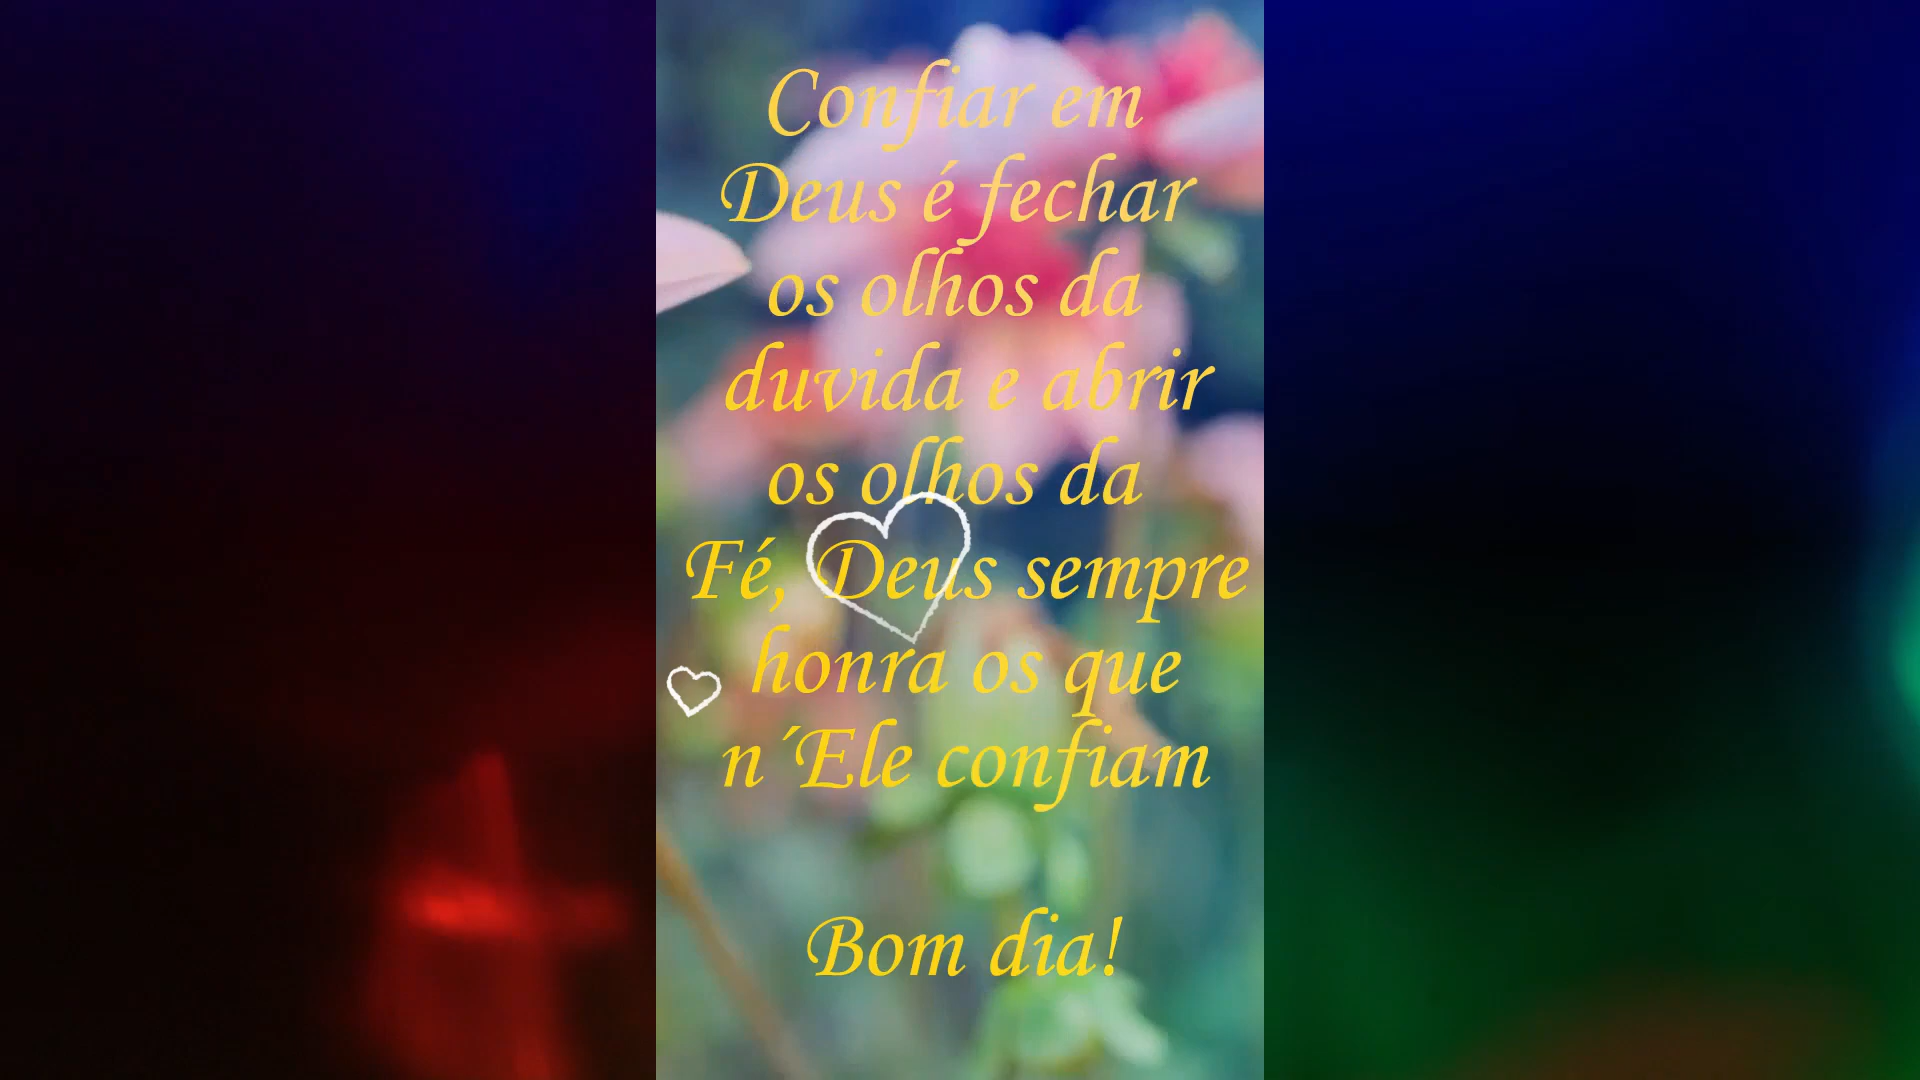 Confiar em
Deus é fechar
os olhos da
duvida e abrir
os olhos da
Fé, Deus sempre
honra os que
n´Ele confiam
Bom dia!